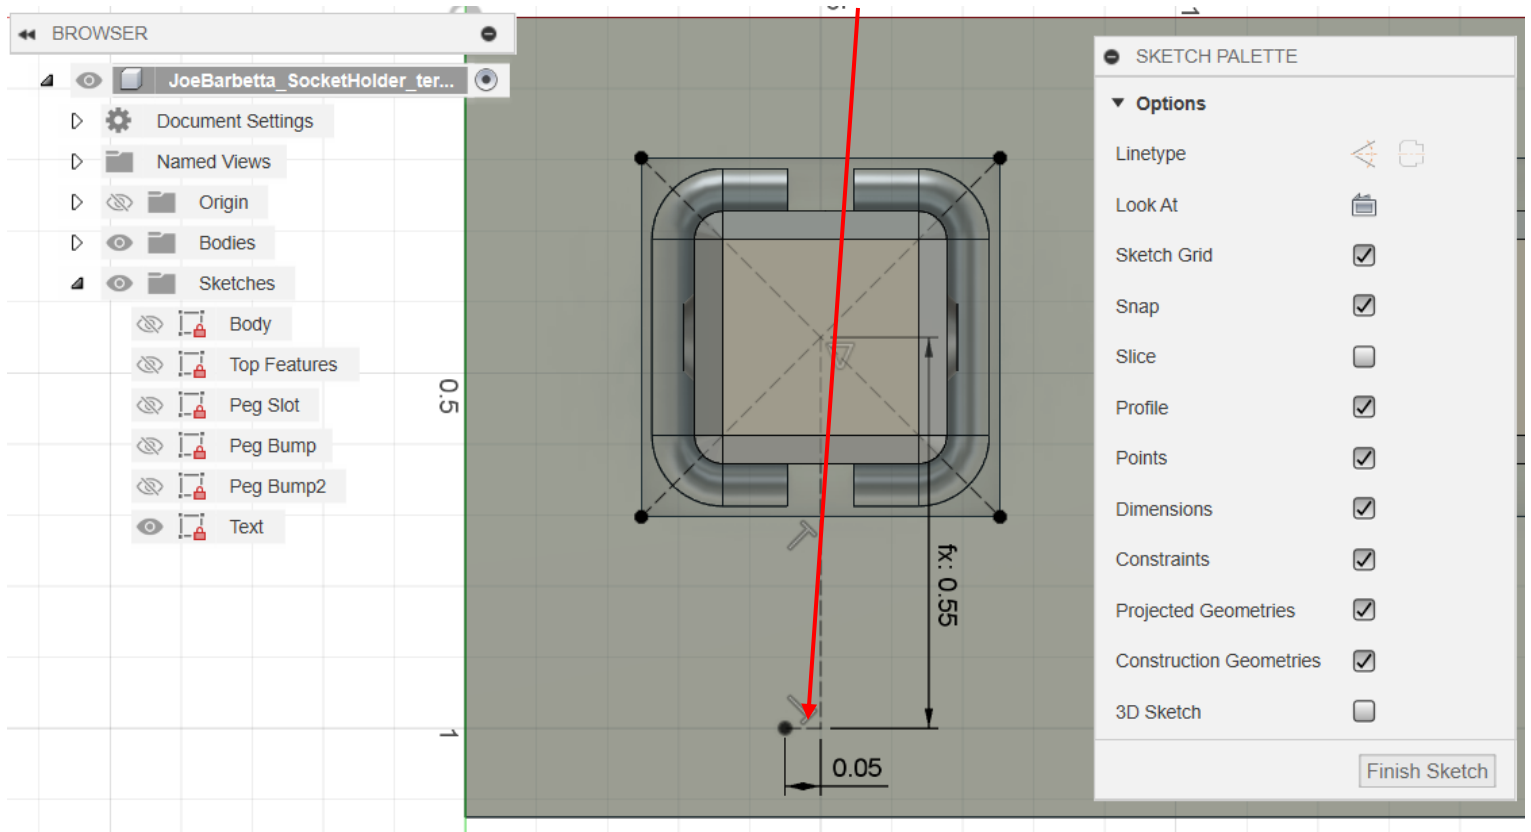 BROWSER
JoeBarbetta_SocketHolder_ter...
Document Settings
Named Views
Origin
Bodies
Sketches
Body
Top Features
Peg Slot
Peg Bump
Peg Bump2
Text
0.5
1
1
fx: 0.55
0.05
SKETCH PALETTE
Options
Linetype
Look At
Sketch Grid
Snap
Slice
Profile
Points
Dimensions
Constraints
Projected Geometries
Construction Geometries
3D Sketch
Finish Sketch